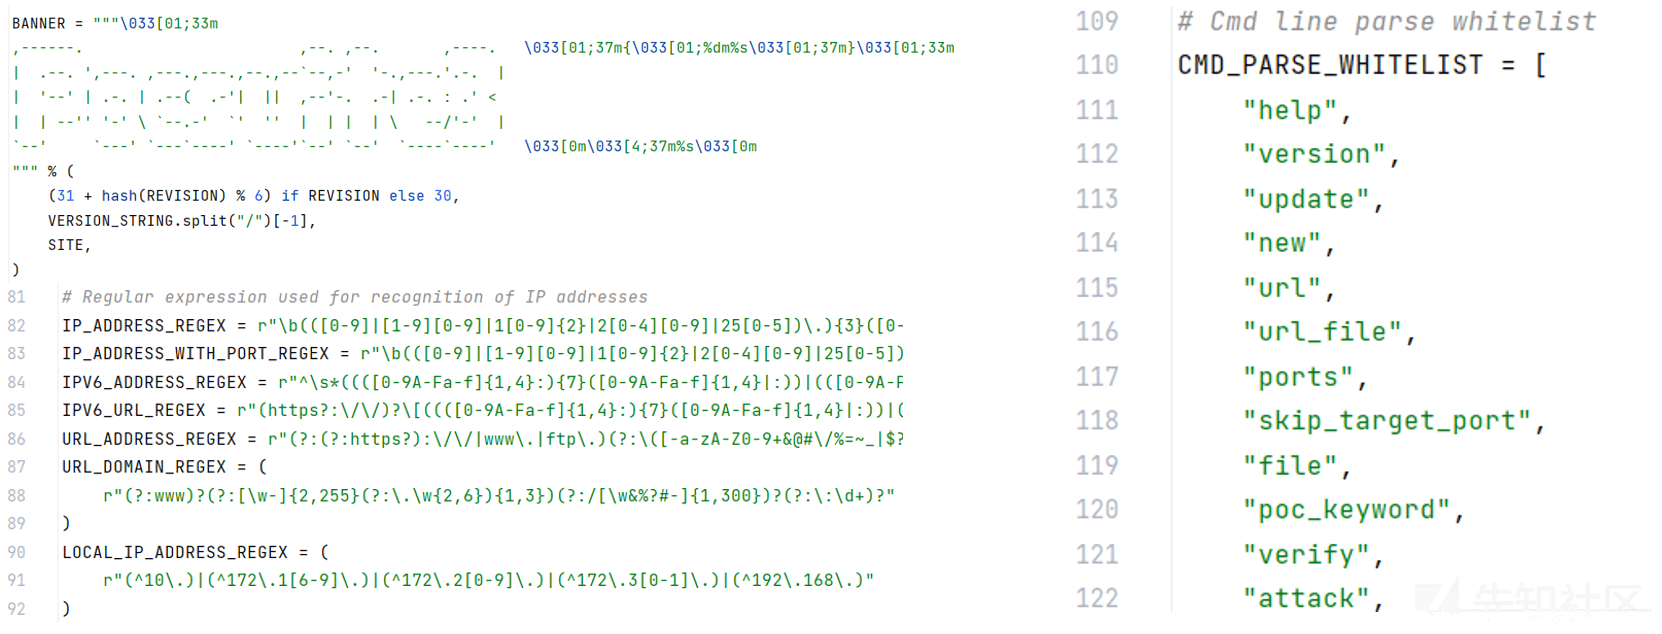 BANNER = """\033[01;33m
,------.                        ,--. ,--.       ,----.   \033[01;37m{\033[01;%dm%s\033[01;37m}\033[01;33m
|  .--. ',---. ,---.,---.,--.,--`--,-'  '-.,---.'.-.  |
|  '--' | .-. | .--(  .-'|  ||  ,--'-.  .-| .-. : .' <
|  | --'' '-' \ `--.-'  `'  ''  |  | |  | \   --/'-'  |
`--'     `---' `---`----' `----'`--' `--'  `----`----'   \033[0m\033[4;37m%s\033[0m
""" % (
    (31 + hash(REVISION) % 6) if REVISION else 30,
    VERSION_STRING.split("/")[-1],
    SITE,
)
81 # Regular expression used for recognition of IP addresses
82 IP_ADDRESS_REGEX = r"\b(([0-9]|[1-9][0-9]|1[0-9]{2}|2[0-4][0-9]|25[0-5])\.){3}([0-
83 IP_ADDRESS_WITH_PORT_REGEX = r"\b(([0-9]|[1-9][0-9]|1[0-9]{2}|2[0-4][0-9]|25[0-5])
84 IPV6_ADDRESS_REGEX = r"^\s*((([0-9A-Fa-f]{1,4}:){7}([0-9A-Fa-f]{1,4}|:))|(([0-9A-F
85 IPV6_URL_REGEX = r"(https?:\/\/)?\[((([0-9A-Fa-f]{1,4}:){7}([0-9A-Fa-f]{1,4}|:))|(
86 URL_ADDRESS_REGEX = r"(?:(?:https?):\/\/|www\.|ftp\.)(?:\([-a-zA-Z0-9+&@#\/%=~_|$?
87 URL_DOMAIN_REGEX = (
88     r"(?:www)?(?:[\w-]{2,255}(?:\.\w{2,6}){1,3})(?:/[\w&%?#-]{1,300})?(?:\:\d+)?"
89 )
90 LOCAL_IP_ADDRESS_REGEX = (
91     r"(^10\.)|(^172\.1[6-9]\.)|(^172\.2[0-9]\.)|(^172\.3[0-1]\.)|(^192\.168\.)"
92 )
109 # Cmd line parse whitelist
110 CMD_PARSE_WHITELIST = [
111     "help",
112     "version",
113     "update",
114     "new",
115     "url",
116     "url_file",
117     "ports",
118     "skip_target_port",
119     "file",
120     "poc_keyword",
121     "verify",
122     "attack",
先知社区